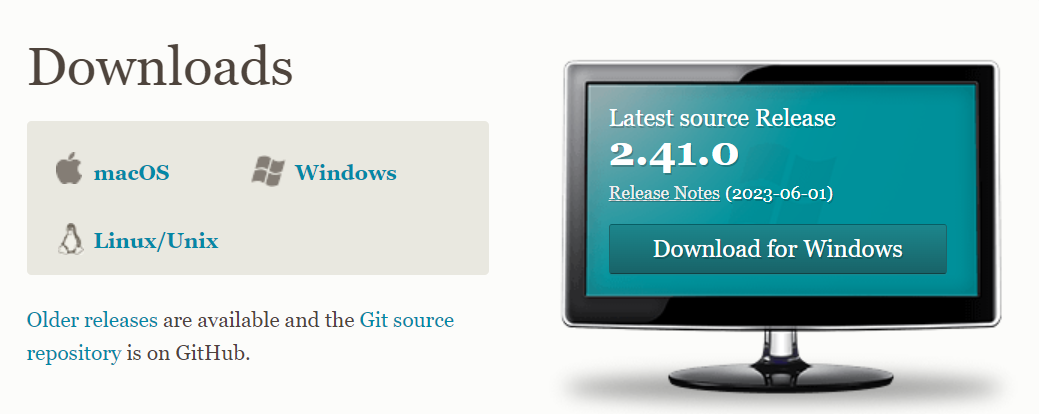 Downloads
macOS
Windows
Linux/Unix
Older releases are available and the Git source
repository is on GitHub.
Latest source Release
2.41.0
Release Notes (2023-06-01)
Download for Windows